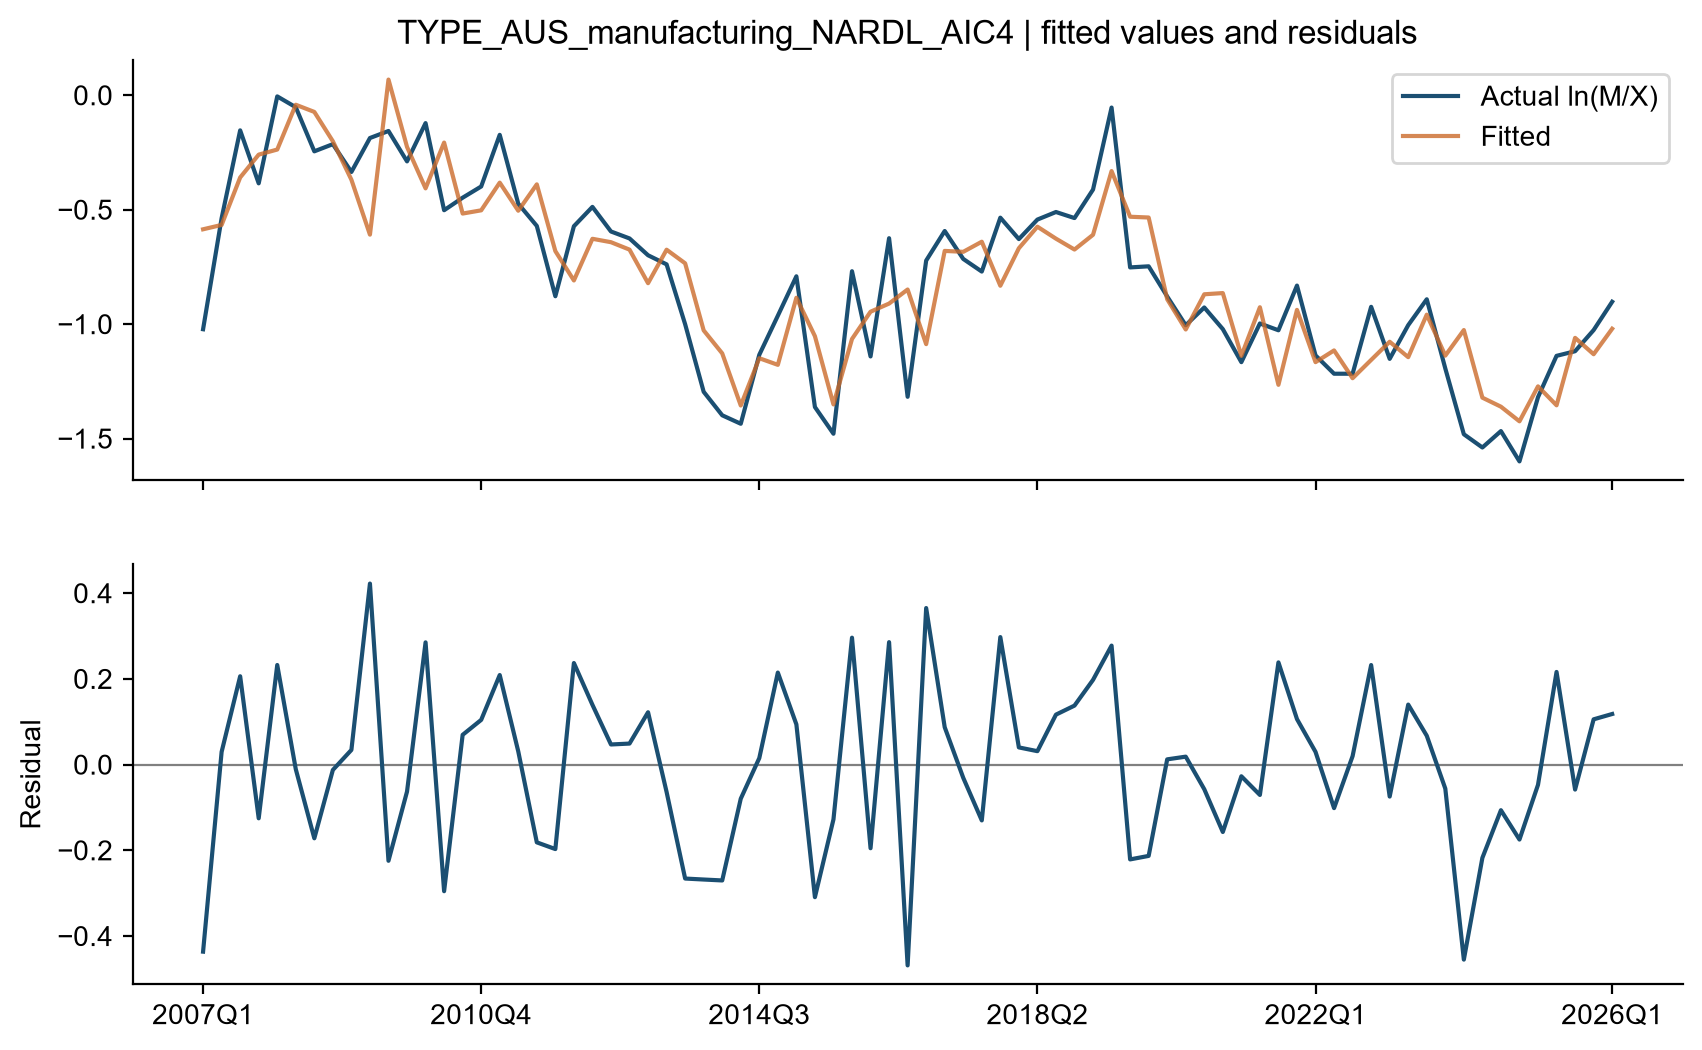 TYPE_AUS_manufacturing_NARDL_AIC4 | fitted values and residuals
Actual ln(M/X)
Fitted
0.0
−0.5
−1.0
−1.5
Residual
0.4
0.2
0.0
−0.2
−0.4
2007Q1
2010Q4
2014Q3
2018Q2
2022Q1
2026Q1